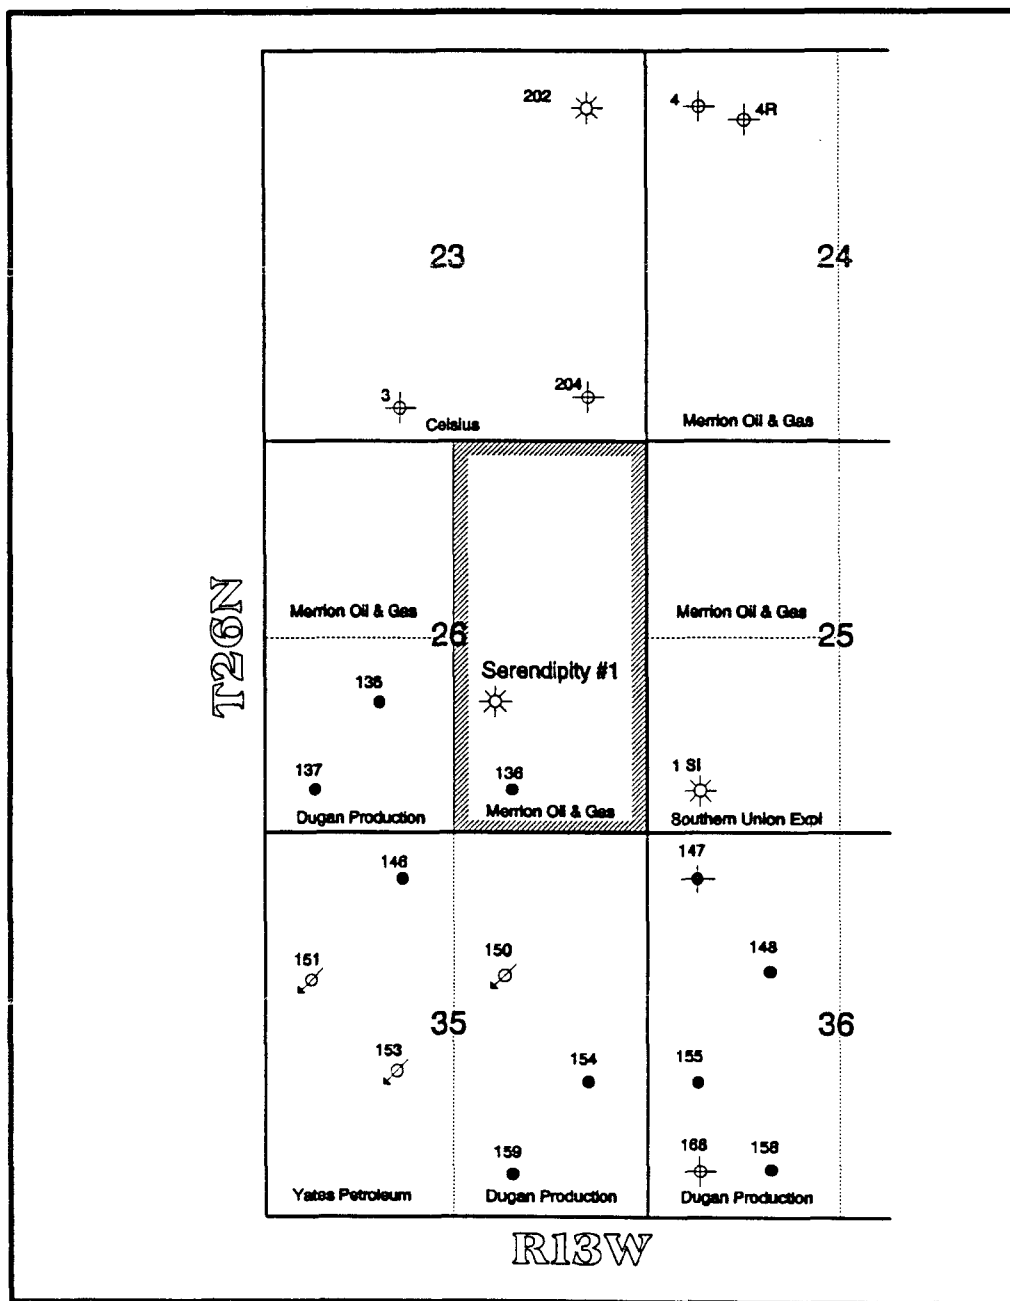 202
4
4R
23
24
3
204
Celsius
Merrion Oil & Gas
T26N
Merrion Oil & Gas
26
Merrion Oil & Gas
25
Serendipity #1
135
137
136
1 SI
Dugan Production
Merrion Oil & Gas
Southern Union Expl
146
147
151
150
148
35
36
153
154
155
159
168
158
Yates Petroleum
Dugan Production
Dugan Production
R13W